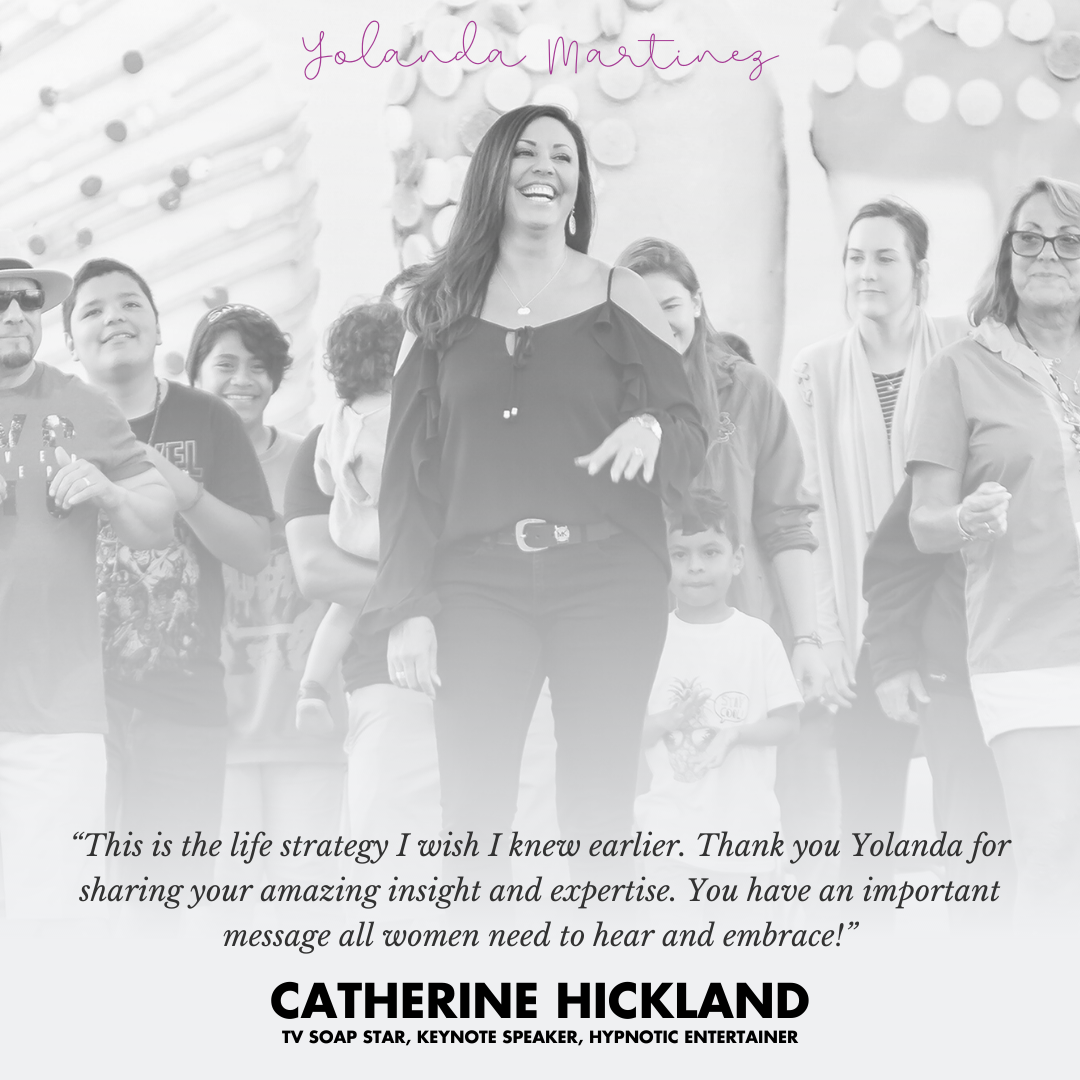 Yolanda Martinez
“This is the life strategy I wish I knew earlier. Thank you Yolanda for
sharing your amazing insight and expertise. You have an important
message all women need to hear and embrace!”
CATHERINE HICKLAND
TV SOAP STAR, KEYNOTE SPEAKER, HYPNOTIC ENTERTAINER